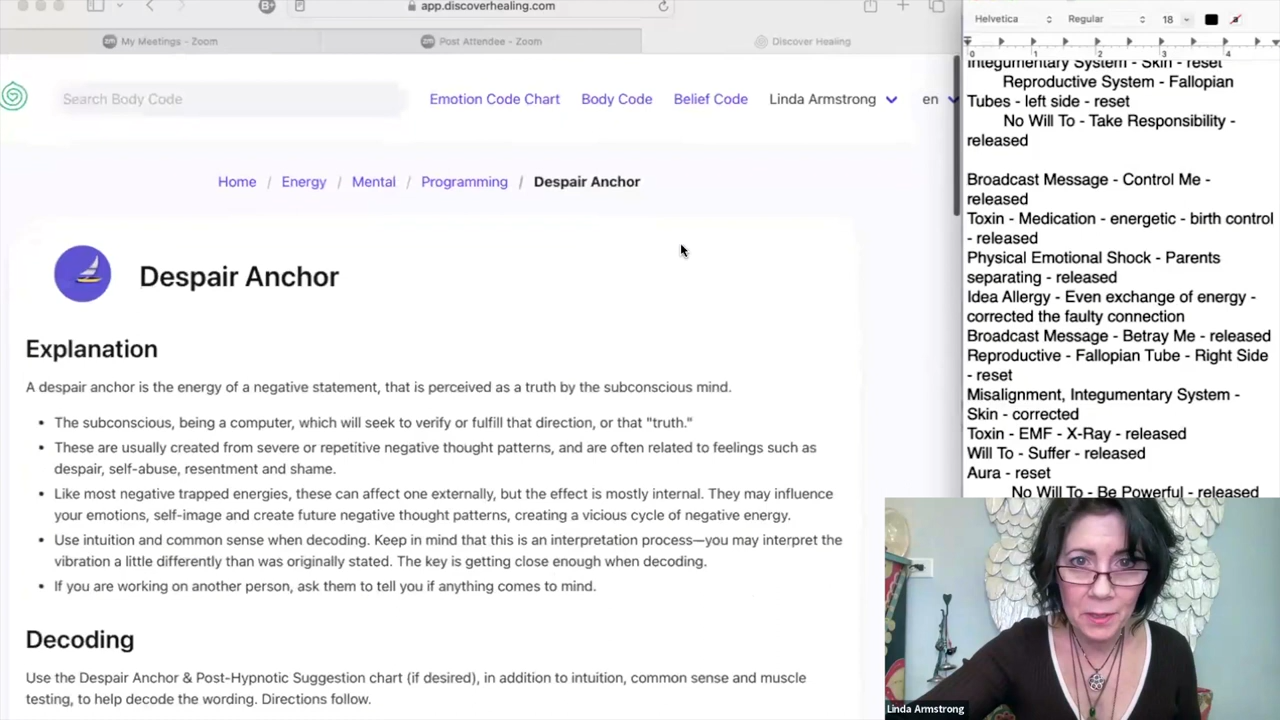 app.discoverhealing.com
My Meetings - Zoom
Post Attendee - Zoom
Discover Healing
Search Body Code
Emotion Code Chart
Body Code
Belief Code
Linda Armstrong
en
Home / Energy / Mental / Programming / Despair Anchor
Despair Anchor
Explanation
A despair anchor is the energy of a negative statement, that is perceived as a truth by the subconscious mind.
• The subconscious, being a computer, which will seek to verify or fulfill that direction, or that "truth."
• These are usually created from severe or repetitive negative thought patterns, and are often related to feelings such as
despair, self-abuse, resentment and shame.
• Like most negative trapped energies, these can affect one externally, but the effect is mostly internal. They may influence
your emotions, self-image and create future negative thought patterns, creating a vicious cycle of negative energy.
• Use intuition and common sense when decoding. Keep in mind that this is an interpretation process—you may interpret the
vibration a little differently than was originally stated. The key is getting close enough when decoding.
• If you are working on another person, ask them to tell you if anything comes to mind.
Decoding
Use the Despair Anchor & Post-Hypnotic Suggestion chart (if desired), in addition to intuition, common sense and muscle
testing, to help decode the wording. Directions follow.
Helvetica
Regular
18
0 1 2 3 4
Integumentary System - Skin - reset
Reproductive System - Fallopian
Tubes - left side - reset
No Will To - Take Responsibility -
released
Broadcast Message - Control Me -
released
Toxin - Medication - energetic - birth control
- released
Physical Emotional Shock - Parents
separating - released
Idea Allergy - Even exchange of energy -
corrected the faulty connection
Broadcast Message - Betray Me - released
Reproductive - Fallopian Tube - Right Side
- reset
Misalignment, Integumentary System -
Skin - corrected
Toxin - EMF - X-Ray - released
Will To - Suffer - released
Aura - reset
No Will To - Be Powerful - released
Linda Armstrong